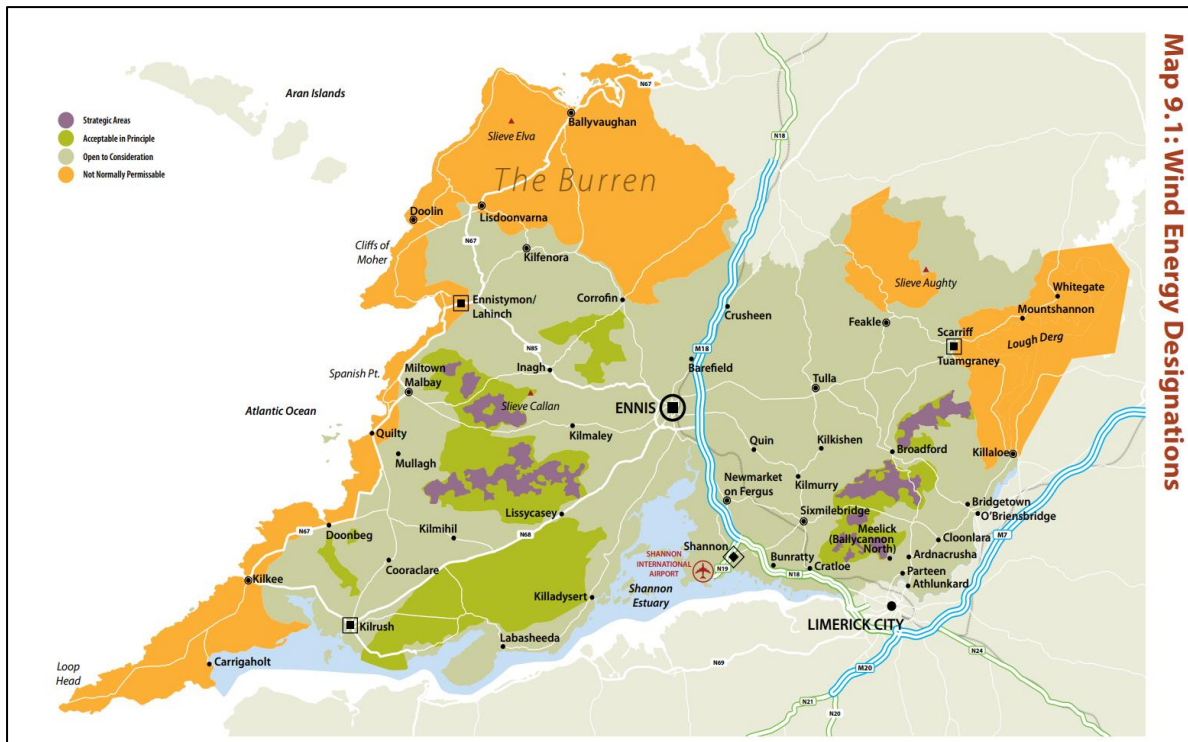 Map 9.1: Wind Energy Designations
Strategic Areas
Acceptable in Principle
Open to Consideration
Not Normally Permissable
Aran Islands
N67
Ballyvaughan
Slieve Elva
The Burren
N18
Doolin
Lisdoonvarna
Cliffs of
Moher
N67
Kilfenora
Slieve Aughty
Whitegate
Mountshannon
Ennistymon/
Lahinch
Corrofin
Crusheen
Feakle
Scarriff
Lough Derg
Tuamgraney
N85
M18
Barefield
Spanish Pt.
Miltown
Malbay
Inagh
Tulla
Slieve Callan
Atlantic Ocean
ENNIS
Quilty
Kilmaley
Mullagh
Quin
Kilkishen
Broadford
Killaloe
Newmarket
on Fergus
Kilmurry
Lissycasey
Sixmilebridge
Bridgetown
O'Briensbridge
N67
Doonbeg
Kilmihil
N68
Meelick
(Ballycannon
North)
Cloonlara
M7
Shannon
Ardnacrusha
Cooraclare
SHANNON
INTERNATIONAL
AIRPORT
N19
Bunratty
N18
Cratloe
Parteen
Athlunkard
Kilkee
Killadysert
Shannon
Estuary
Kilrush
LIMERICK CITY
Labasheeda
N24
Loop
Head
Carrigaholt
N69
M20
N21
N20